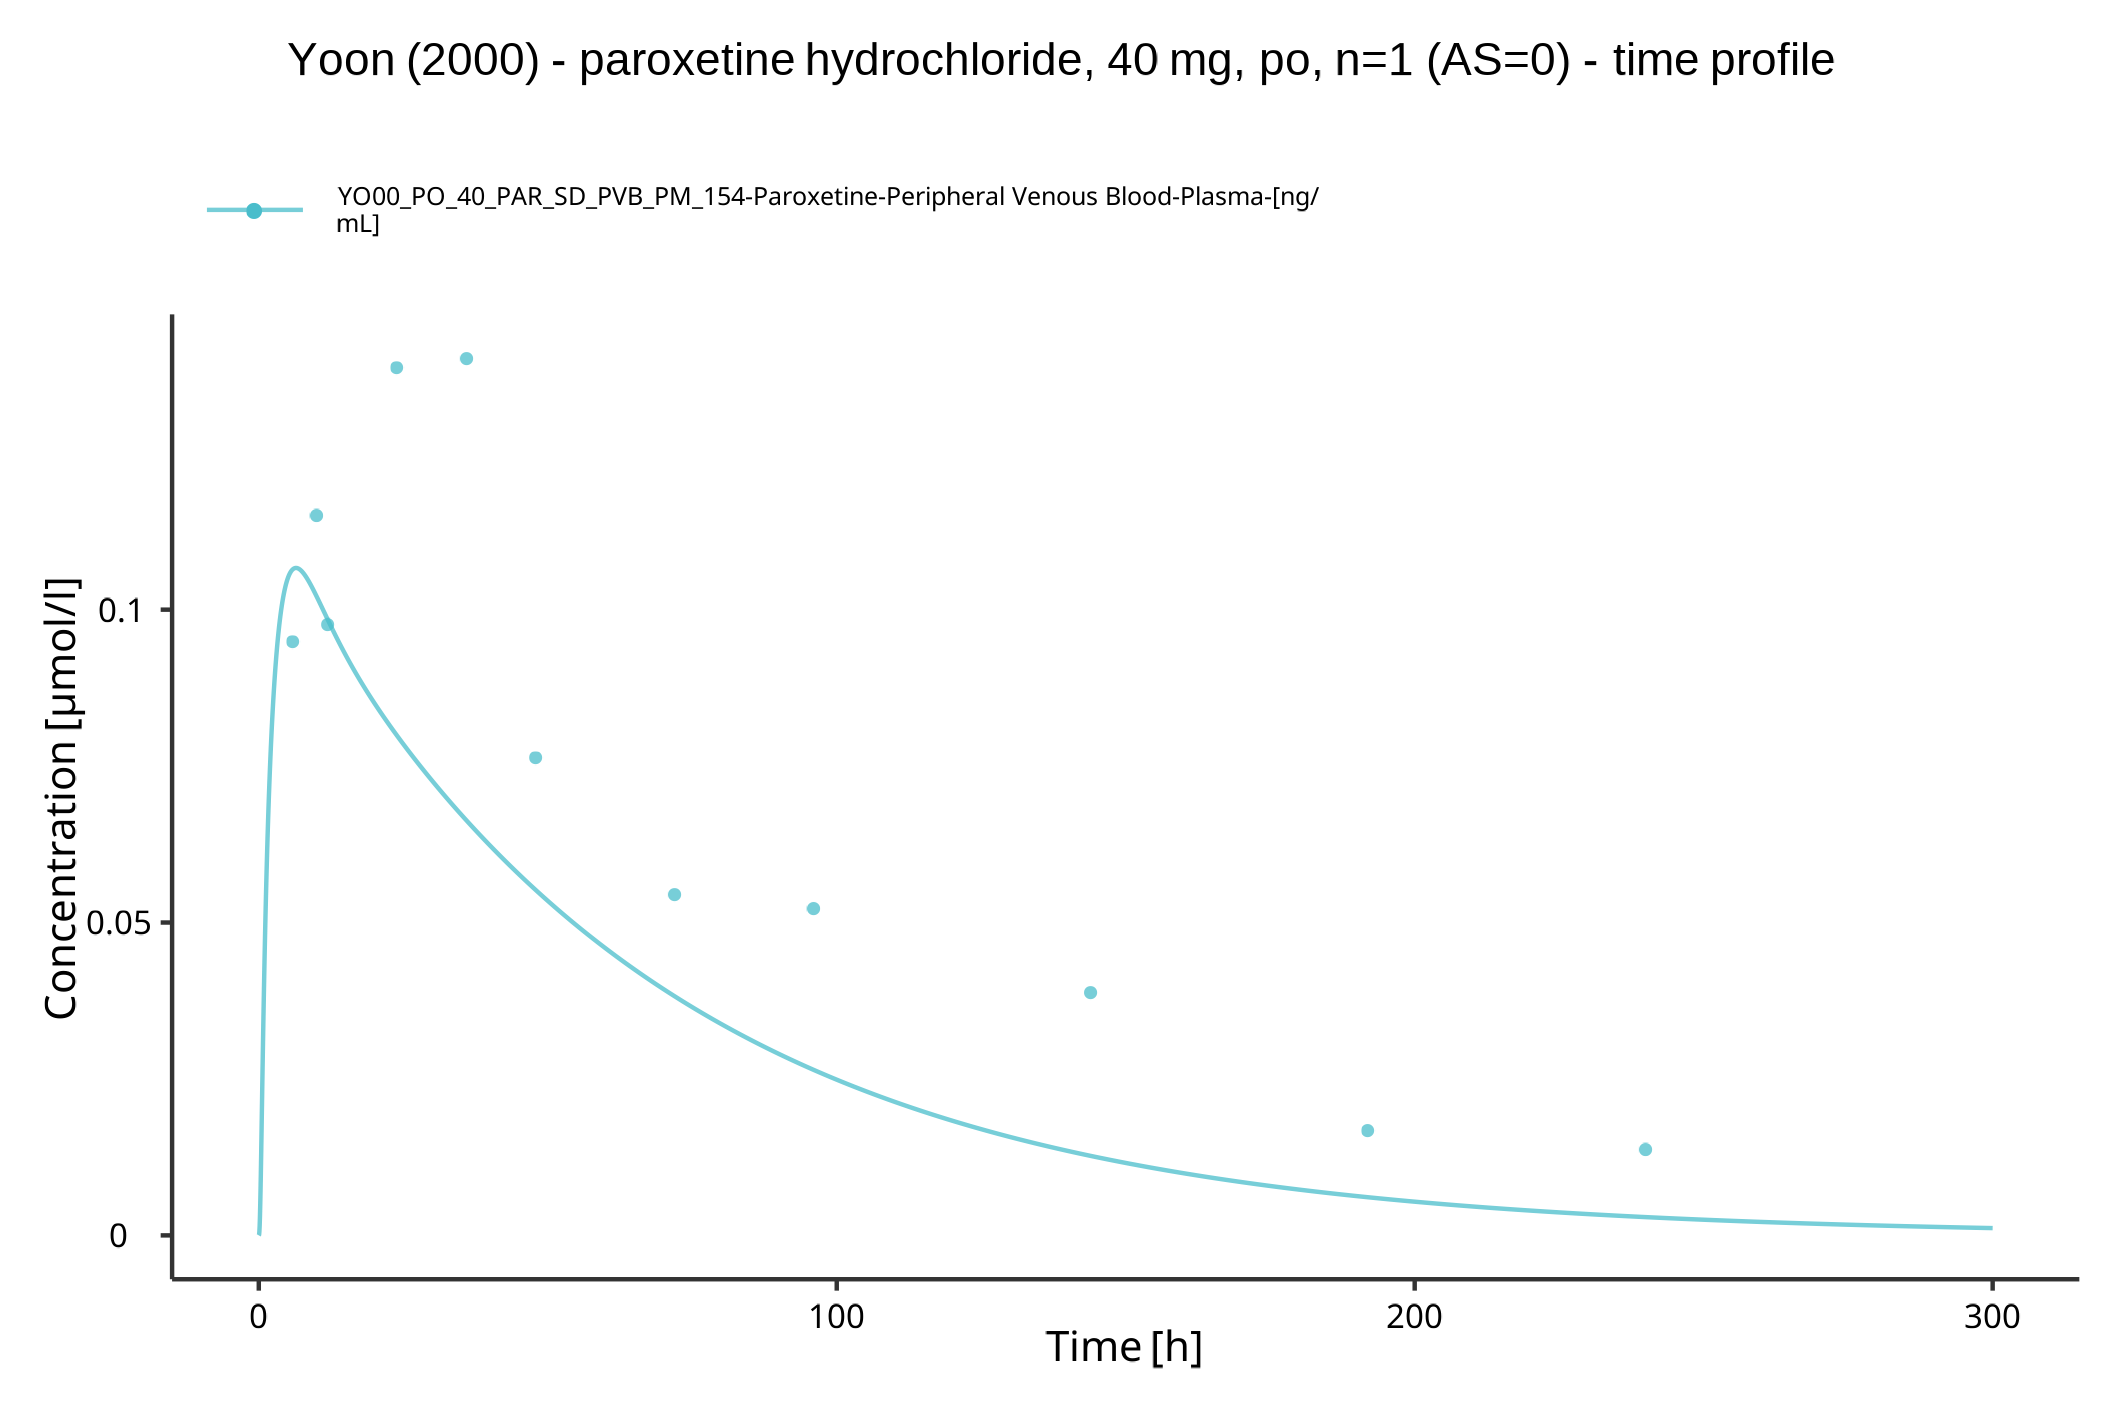 Yoon (2000) - paroxetine hydrochloride, 40 mg, po, n=1 (AS=0) - time profile
YO00_PO_40_PAR_SD_PVB_PM_154-Paroxetine-Peripheral Venous Blood-Plasma-[ng/
mL]
Concentration [µmol/l]
0.1
0.05
0
0 100 200 300
Time [h]